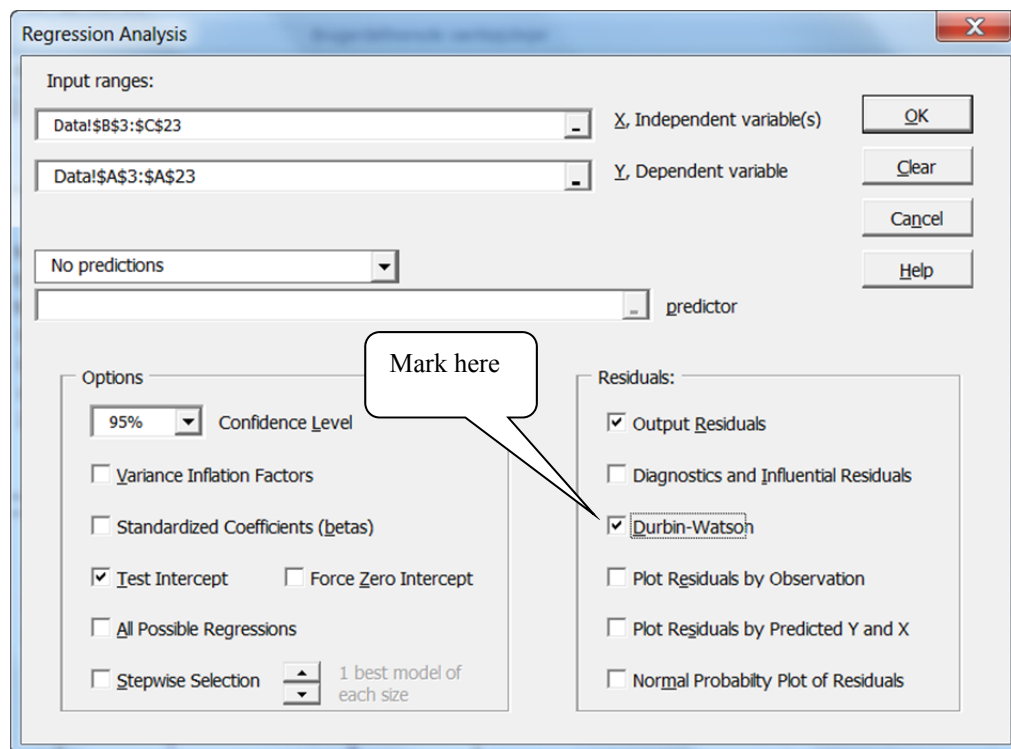 Regression Analysis
X
Input ranges:
Data!$B$3:$C$23
X, Independent variable(s)
OK
Data!$A$3:$A$23
Y, Dependent variable
Clear
Cancel
No predictions
Help
predictor
Mark here
Options
95%
Confidence Level
Variance Inflation Factors
Standardized Coefficients (betas)
Test Intercept
Force Zero Intercept
All Possible Regressions
Stepwise Selection
1 best model of
each size
Residuals:
Output Residuals
Diagnostics and Influential Residuals
Durbin-Watson
Plot Residuals by Observation
Plot Residuals by Predicted Y and X
Normal Probabilty Plot of Residuals